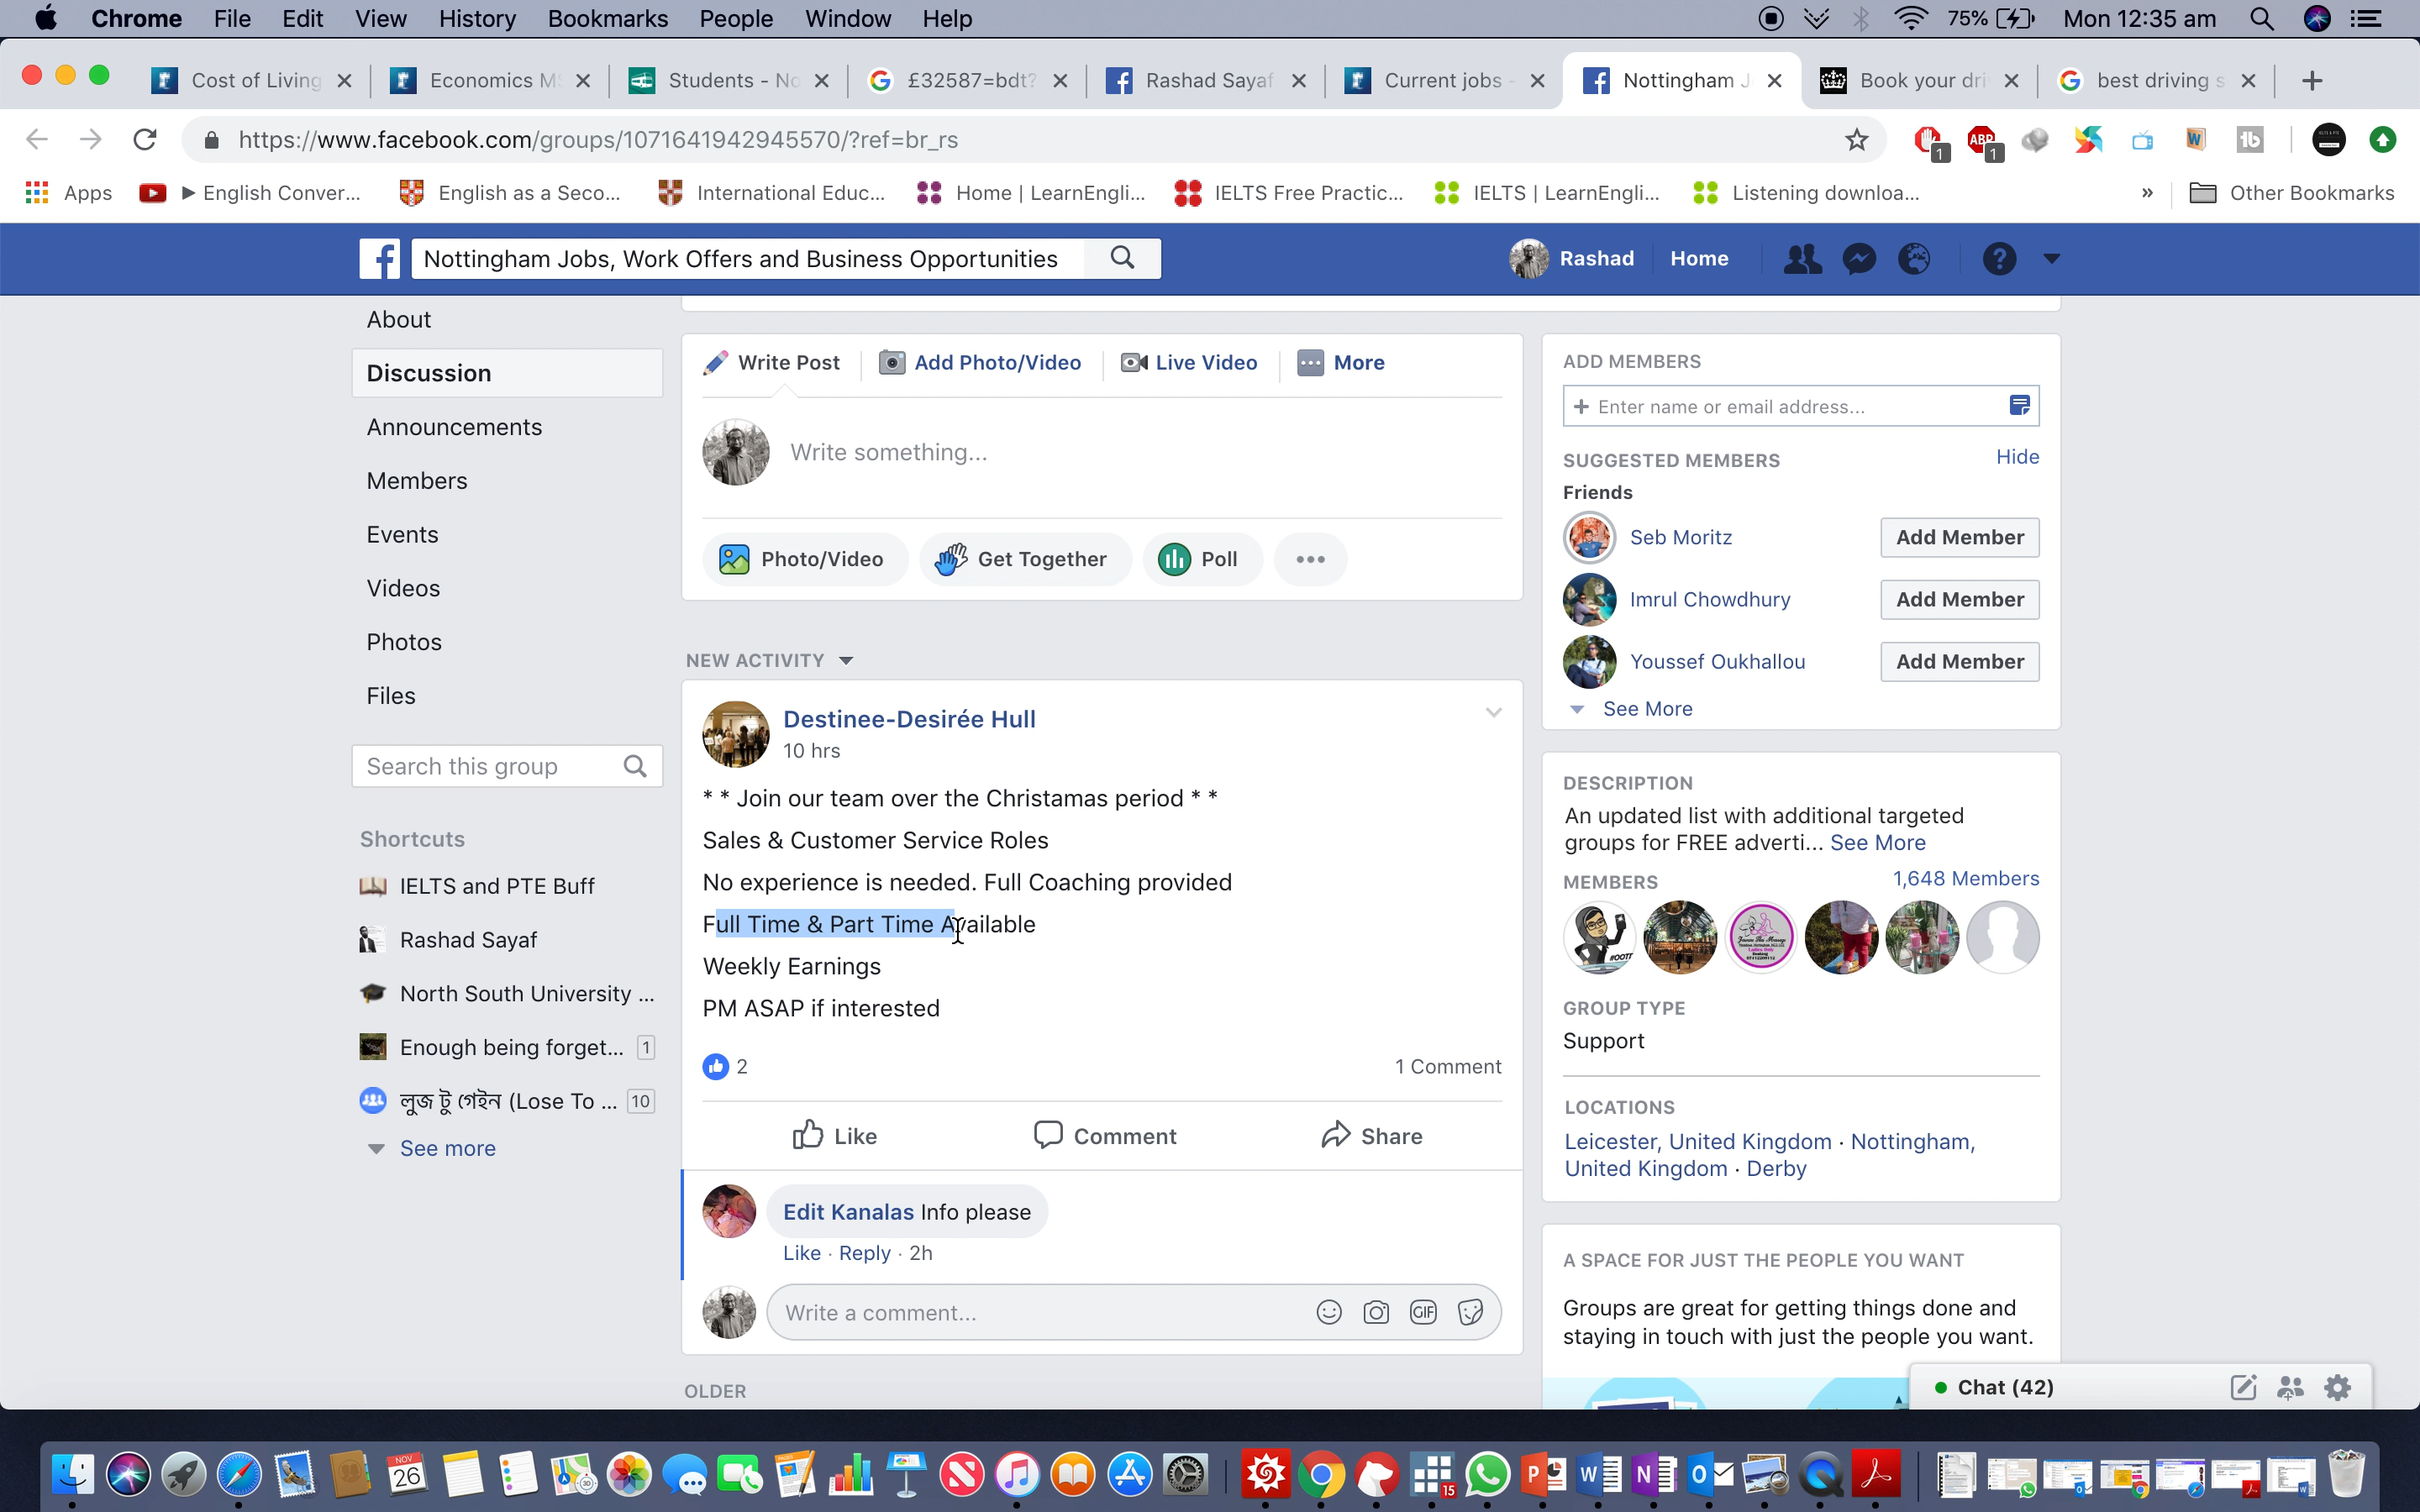 Chrome File Edit View History Bookmarks People Window Help 75% Mon 12:35 am
Cost of Living Economics MS Students - No £32587=bdt? Rashad Sayaf Current jobs - Nottingham J Book your dri best driving s
https://www.facebook.com/groups/1071641942945570/?ref=br_rs 1 ABP 1
Apps ▶ English Conver... English as a Seco... International Educ... Home | LearnEngli... IELTS Free Practic... IELTS | LearnEngli... Listening downloa... » Other Bookmarks
Nottingham Jobs, Work Offers and Business Opportunities Rashad Home
About
Discussion
Announcements
Members
Events
Videos
Photos
Files
Search this group
Shortcuts
IELTS and PTE Buff
Rashad Sayaf
North South University ...
Enough being forget... 1
লুজ টু গেইন (Lose To ... 10
See more
Write Post Add Photo/Video Live Video More
Write something...
Photo/Video Get Together Poll
NEW ACTIVITY
Destinee-Desirée Hull
10 hrs
* * Join our team over the Christamas period * *
Sales & Customer Service Roles
No experience is needed. Full Coaching provided
Full Time & Part Time Available
Weekly Earnings
PM ASAP if interested
2 1 Comment
Like Comment Share
Edit Kanalas Info please
Like · Reply · 2h
Write a comment... GIF
OLDER
ADD MEMBERS
+ Enter name or email address...
SUGGESTED MEMBERS Hide
Friends
Seb Moritz Add Member
Imrul Chowdhury Add Member
Youssef Oukhallou Add Member
See More
DESCRIPTION
An updated list with additional targeted
groups for FREE adverti... See More
MEMBERS 1,648 Members
GROUP TYPE
Support
LOCATIONS
Leicester, United Kingdom · Nottingham,
United Kingdom · Derby
A SPACE FOR JUST THE PEOPLE YOU WANT
Groups are great for getting things done and
staying in touch with just the people you want.
Chat (42)
NOV
26
15